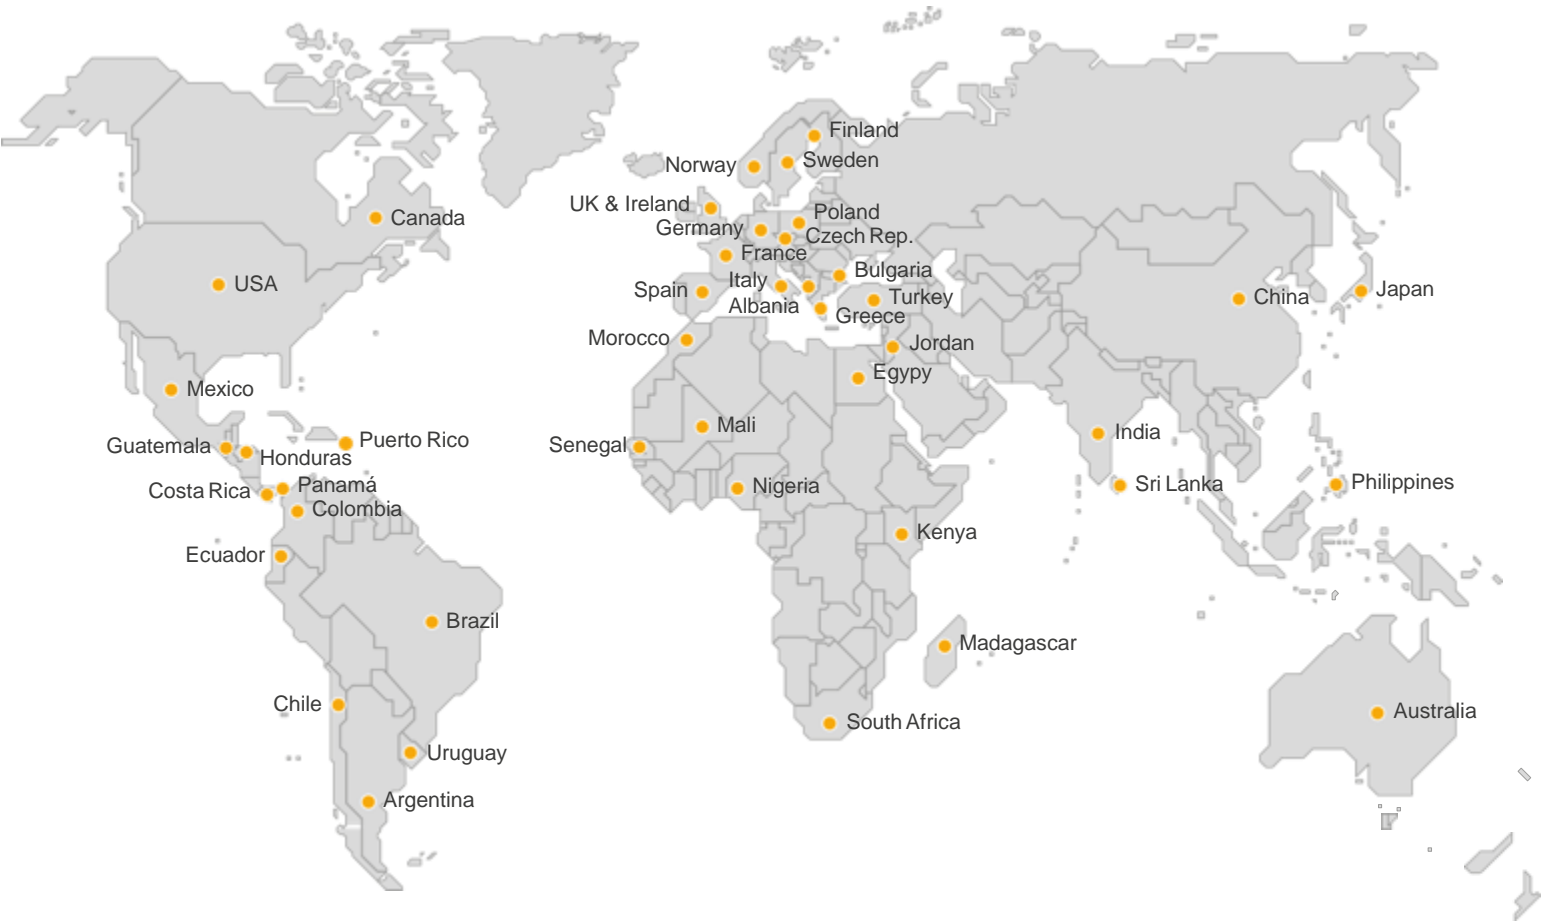 Finland
Norway
Sweden
UK & Ireland
Poland
Canada
Germany
Czech Rep.
France
Bulgaria
USA
Italy
Spain
Turkey
China
Japan
Albania
Greece
Morocco
Jordan
Egypy
Mexico
Mali
India
Puerto Rico
Guatemala
Senegal
Honduras
Panamá
Costa Rica
Nigeria
Sri Lanka
Philippines
Colombia
Kenya
Ecuador
Brazil
Madagascar
Chile
Australia
South Africa
Uruguay
Argentina